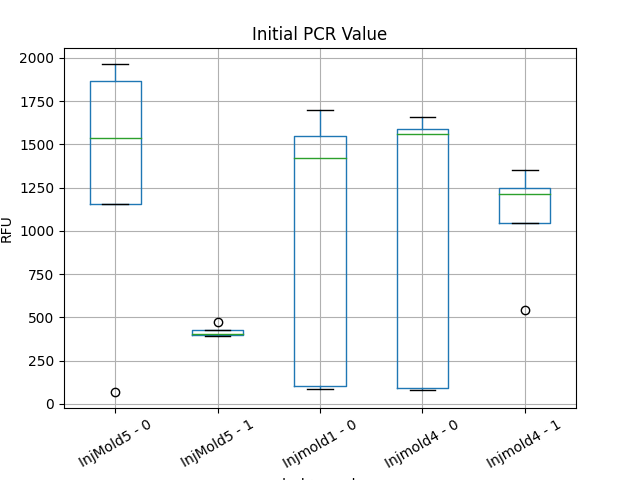 Initial PCR Value
2000
1750
1500
1250
1000
750
500
250
0
RFU
InjMold5 - 0
InjMold5 - 1
Injmold1 - 0
Injmold4 - 0
Injmold4 - 1